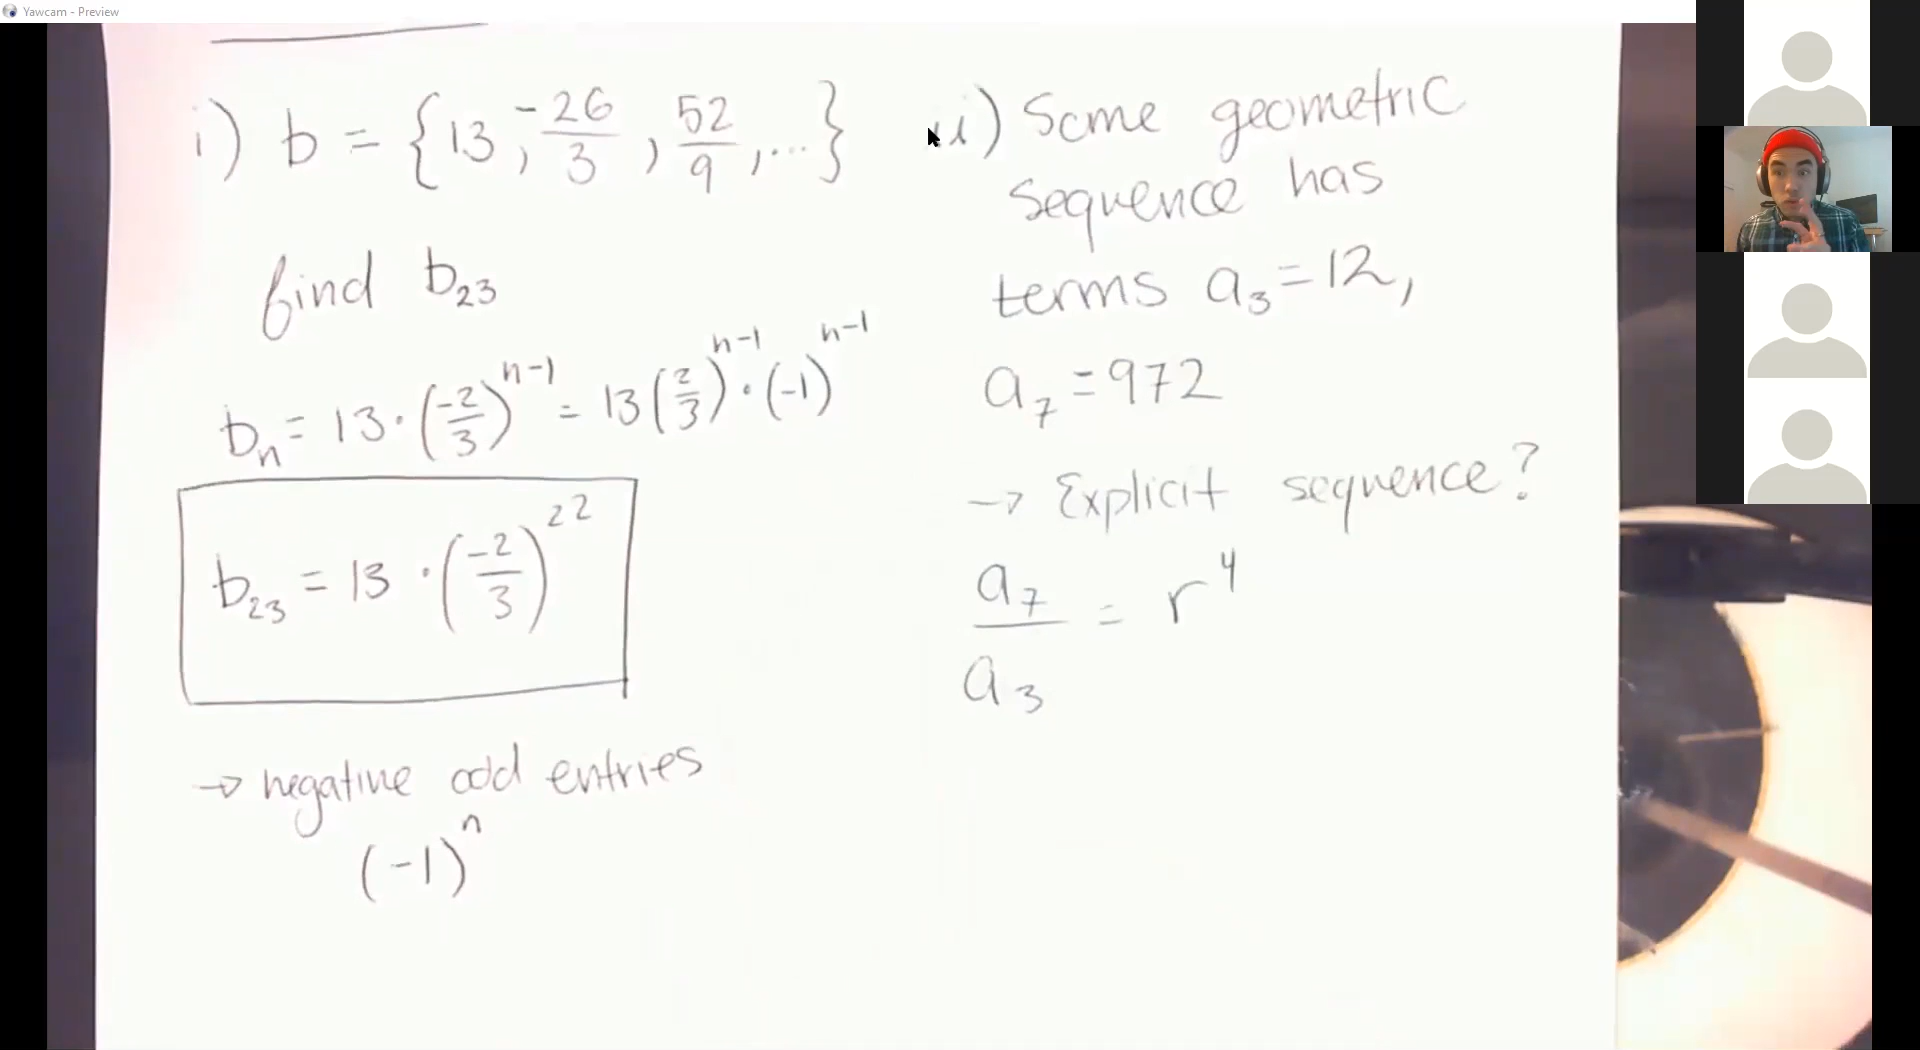 Yawcam - Preview
i) b = {13, -26/3, 52/9, ...}
find b₂₃
bₙ = 13 · (-2/3)ⁿ⁻¹ = 13 (2/3)ⁿ⁻¹ · (-1)ⁿ⁻¹
b₂₃ = 13 · (-2/3)²²
→ negative odd entries
(-1)ⁿ
ii) Some geometric
sequence has
terms a₃ = 12,
a₇ = 972
→ Explicit sequence?
a₇/a₃ = r⁴